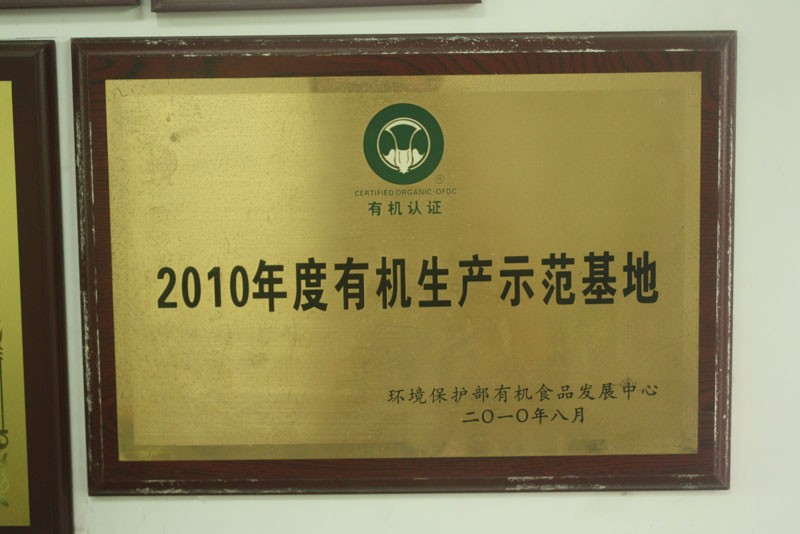 CERTIFIED ORGANIC·OFDC
有机认证
2010年度有机生产示范基地
环境保护部有机食品发展中心
二〇一〇年八月